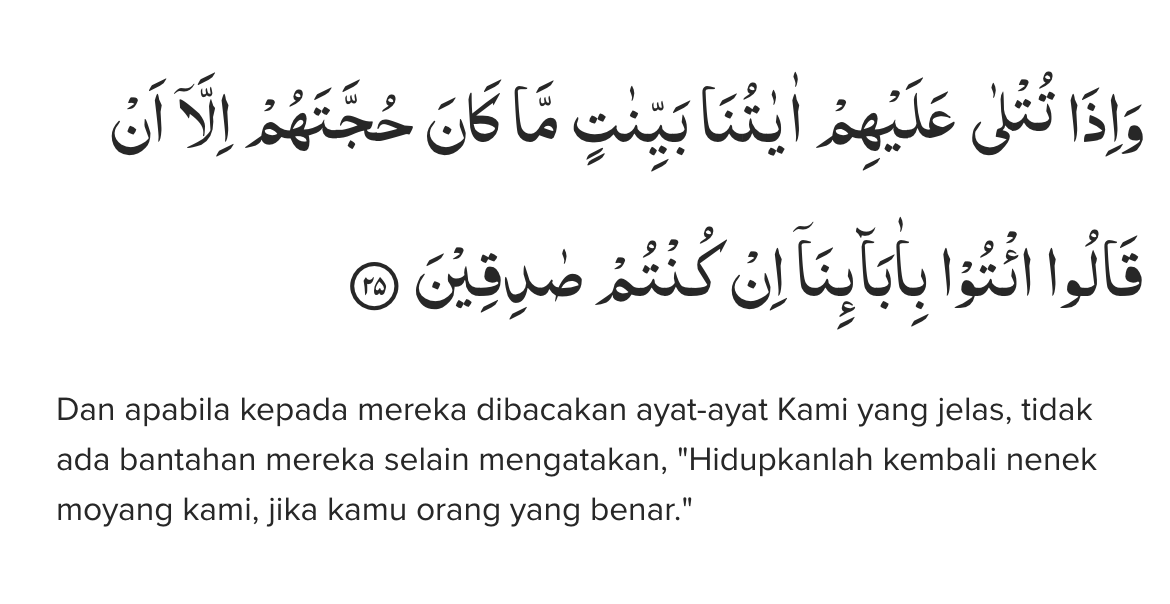 وَاِذَا تُتْلٰى عَلَيْهِمْ اٰيٰتُنَا بَيِّنٰتٍ مَّا كَانَ حُجَّتَهُمْ اِلَّآ اَنْ
قَالُوا ائْتُوْا بِاٰبَاۤىِٕنَآ اِنْ كُنْتُمْ صٰدِقِيْنَ ۲۵
Dan apabila kepada mereka dibacakan ayat-ayat Kami yang jelas, tidak
ada bantahan mereka selain mengatakan, "Hidupkanlah kembali nenek
moyang kami, jika kamu orang yang benar."